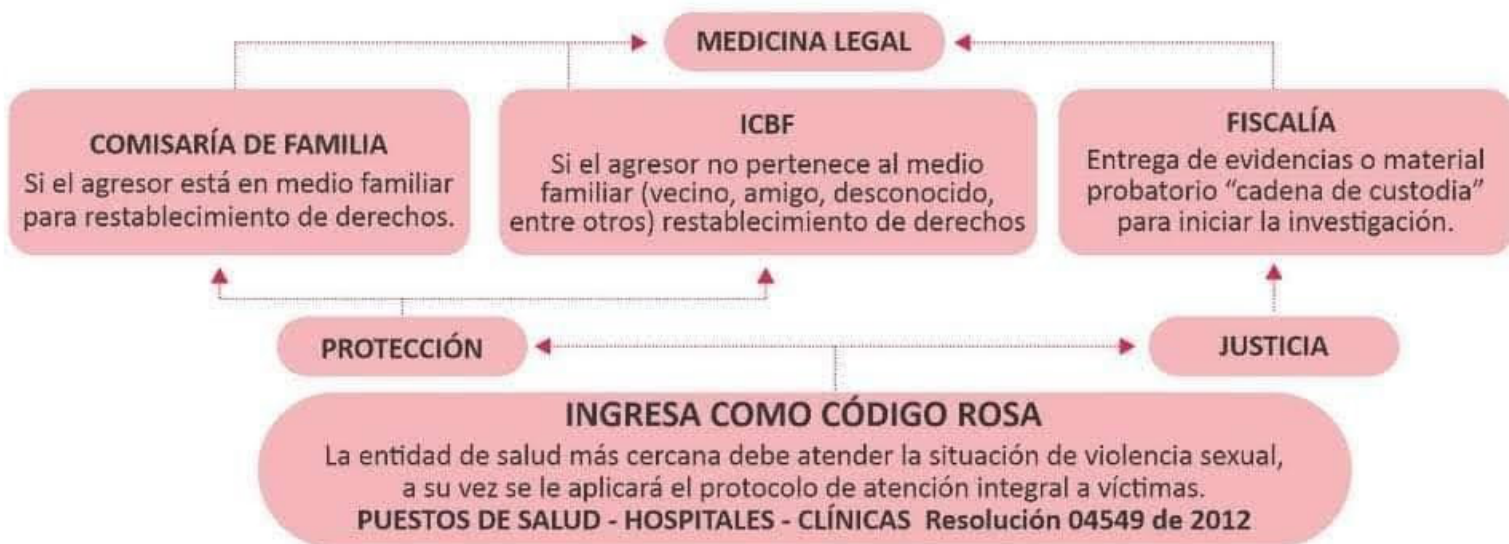 MEDICINA LEGAL
COMISARÍA DE FAMILIA
Si el agresor está en medio familiar
para restablecimiento de derechos.
ICBF
Si el agresor no pertenece al medio
familiar (vecino, amigo, desconocido,
entre otros) restablecimiento de derechos
FISCALÍA
Entrega de evidencias o material
probatorio “cadena de custodia”
para iniciar la investigación.
PROTECCIÓN
JUSTICIA
INGRESA COMO CÓDIGO ROSA
La entidad de salud más cercana debe atender la situación de violencia sexual,
a su vez se le aplicará el protocolo de atención integral a víctimas.
PUESTOS DE SALUD - HOSPITALES - CLÍNICAS Resolución 04549 de 2012